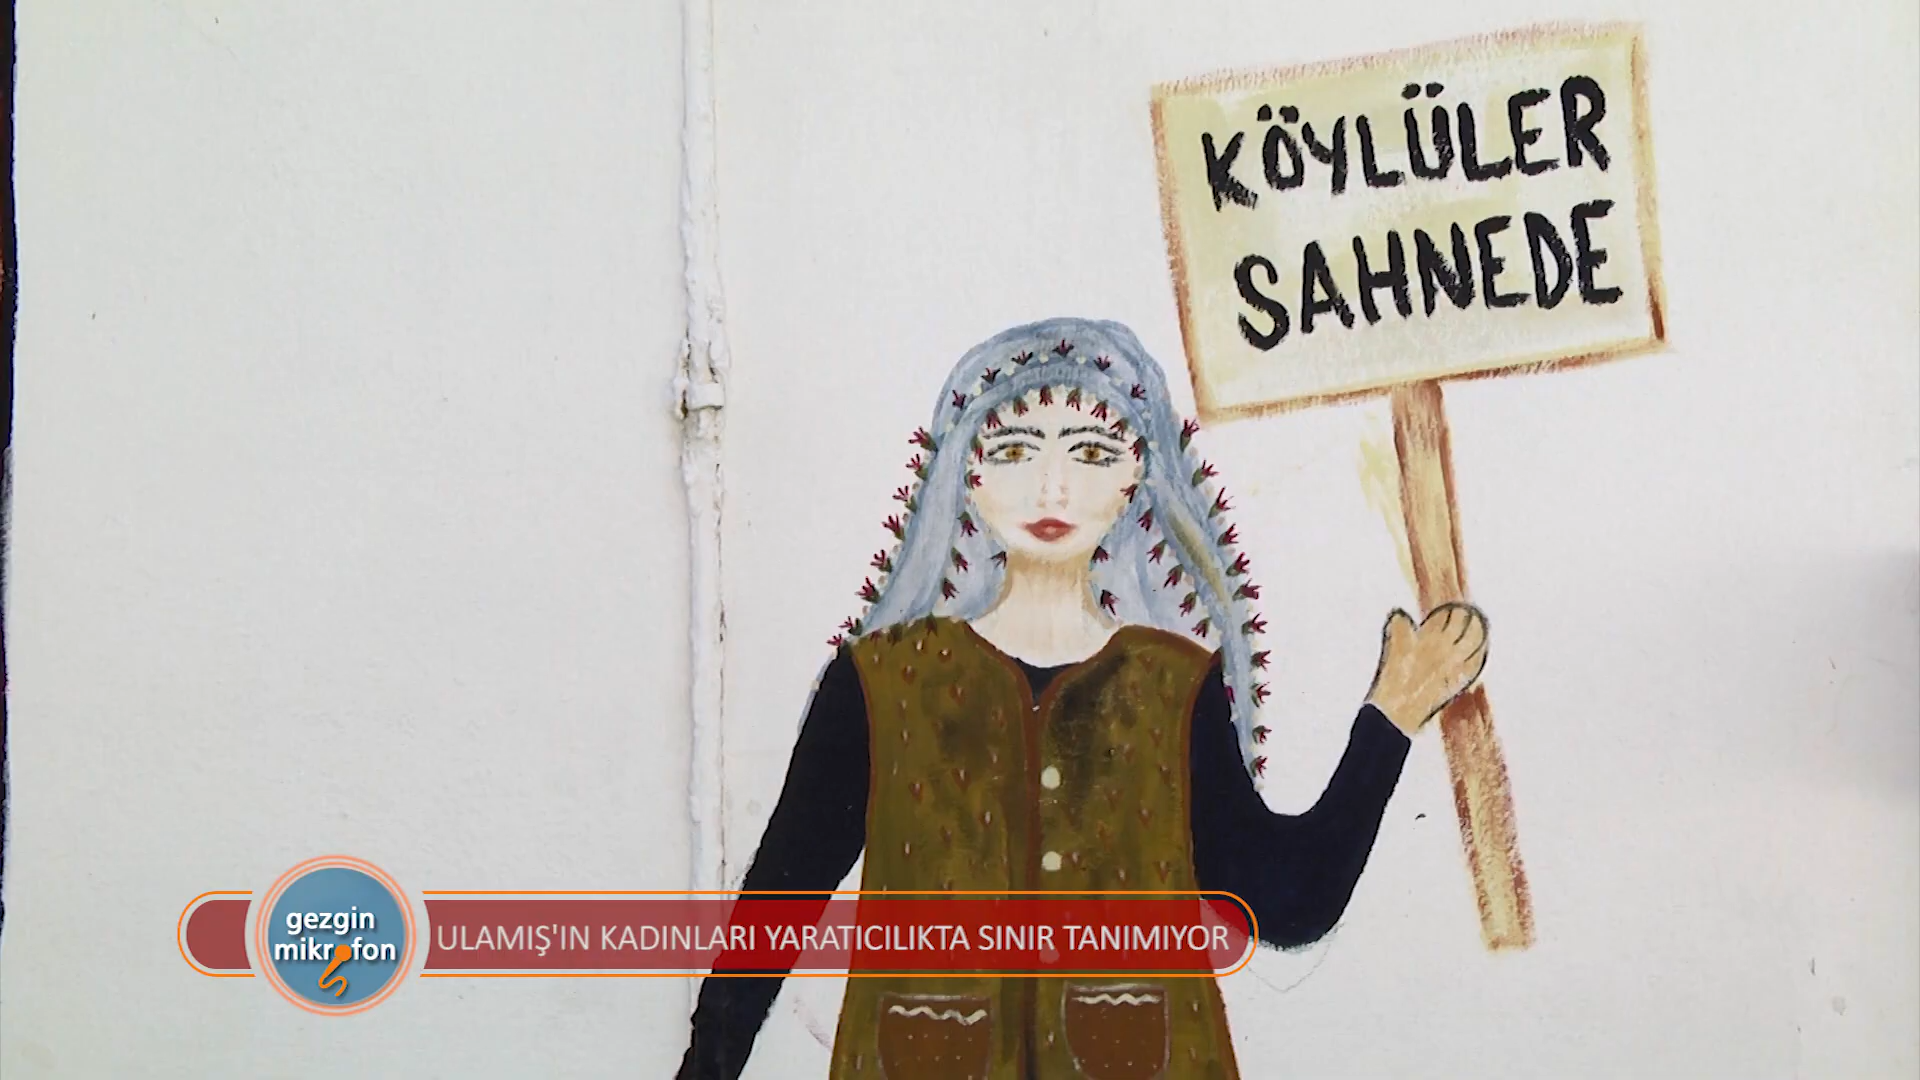 KÖYLÜLER
SAHNEDE
gezgin
mikrofon
ULAMIŞ'IN KADINLARI YARATICILIKTA SINIR TANIMIYOR